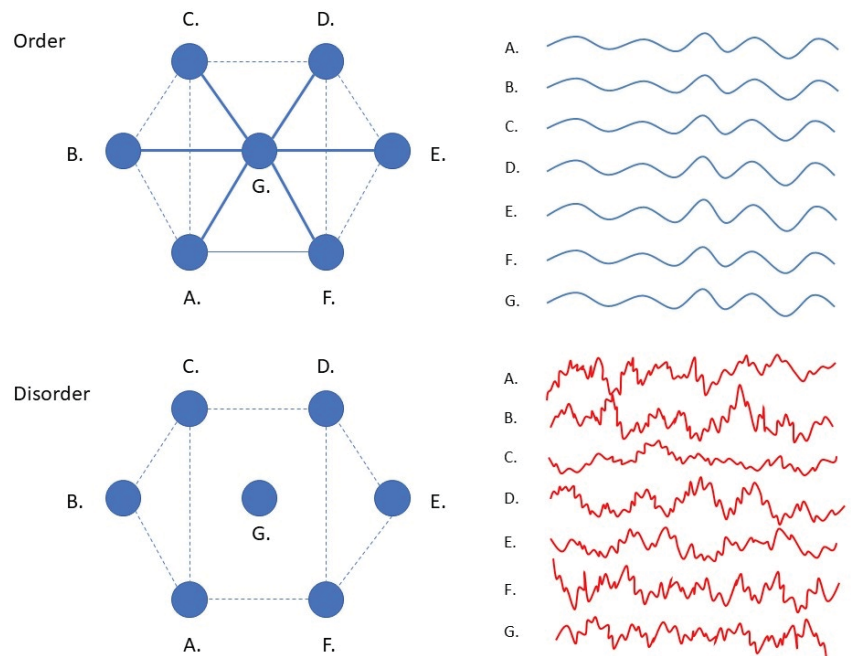 Order
C.
D.
B.
E.
G.
A.
F.
A.
B.
C.
D.
E.
F.
G.
Disorder
C.
D.
B.
E.
G.
A.
F.
A.
B.
C.
D.
E.
F.
G.